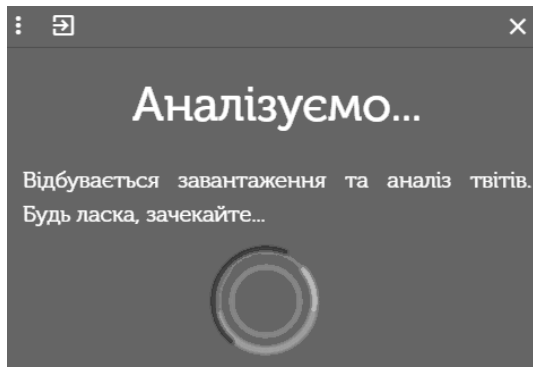 Аналізуємо...
Відбувається завантаження та аналіз твітів.
Будь ласка, зачекайте...